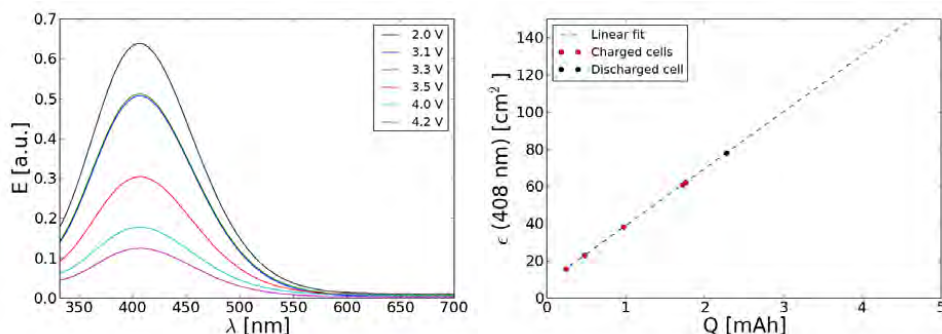 0.7
0.6
0.5
0.4
0.3
0.2
0.1
0.0
E [a.u.]
350 400 450 500 550 600 650 700
λ [nm]
2.0 V
3.1 V
3.3 V
3.5 V
4.0 V
4.2 V
140
120
100
80
60
40
20
0
ϵ (408 nm) [cm²]
0 1 2 3 4 5
Q [mAh]
Linear fit
Charged cells
Discharged cell